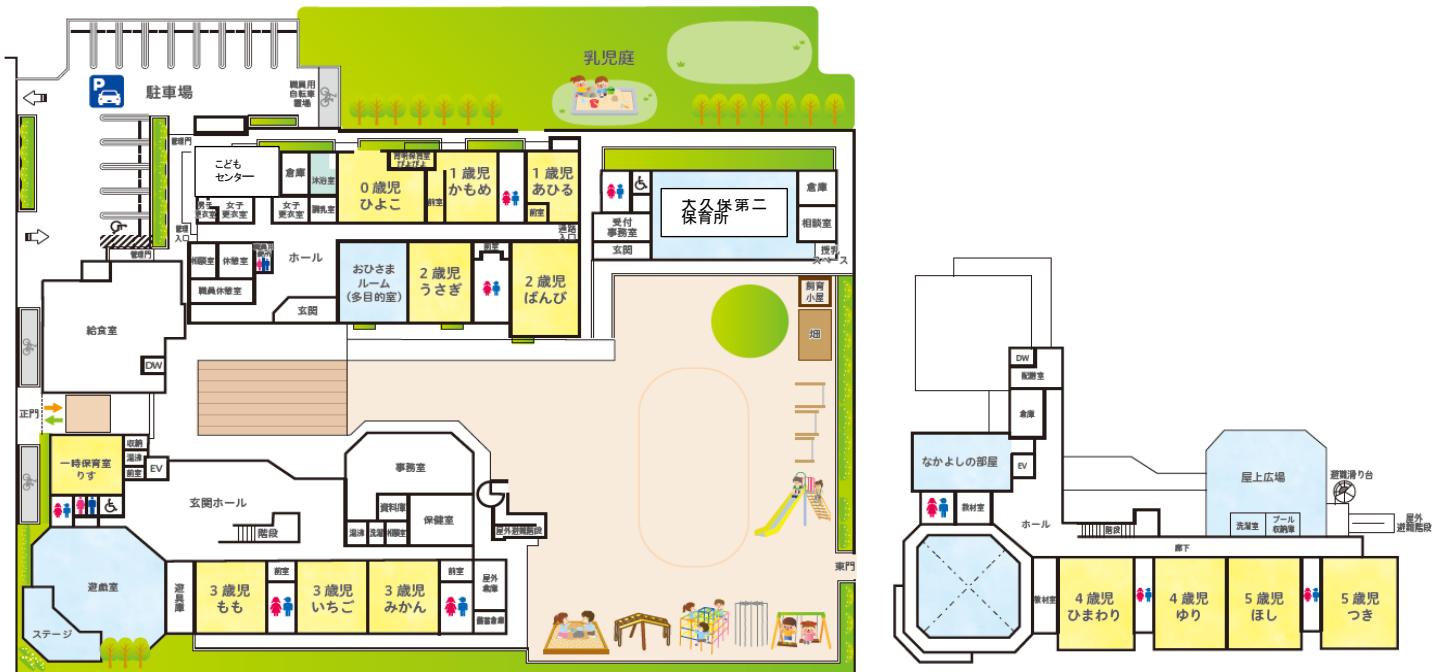 乳児庭
P
駐車場
職員用
自転車
置場
管理門
こども
センター
倉庫
沐浴室
0歳児
ひよこ
1歳児
かもめ
前室
1歳児
あひる
前室
男子
更衣室
女子
更衣室
女子
更衣室
調乳室
管理
入口
通路
入口
相談室
休憩室
職員休憩室
ホール
玄関
おひさま
ルーム
(多目的室)
2歳児
うさぎ
前室
2歳児
ばんび
受付
事務室
玄関
大久保第二
保育所
倉庫
相談室
授乳
スペース
管理門
給食室
DW
飼育
小屋
畑
正門
一時保育室
りす
収納
湯沸
前室
EV
玄関ホール
階段
事務室
資料庫
保健室
湯沸
洗濯
相談室
屋外避難階段
遊戯室
ステージ
遊具庫
3歳児
もも
前室
3歳児
いちご
3歳児
みかん
前室
屋外
倉庫
備蓄倉庫
東門
DW
配膳室
倉庫
なかよしの部屋
EV
教材室
ホール
階段
屋上広場
洗濯室
プール
収納庫
避難滑り台
屋外
避難階段
廊下
教材室
4歳児
ひまわり
4歳児
ゆり
5歳児
ほし
5歳児
つき